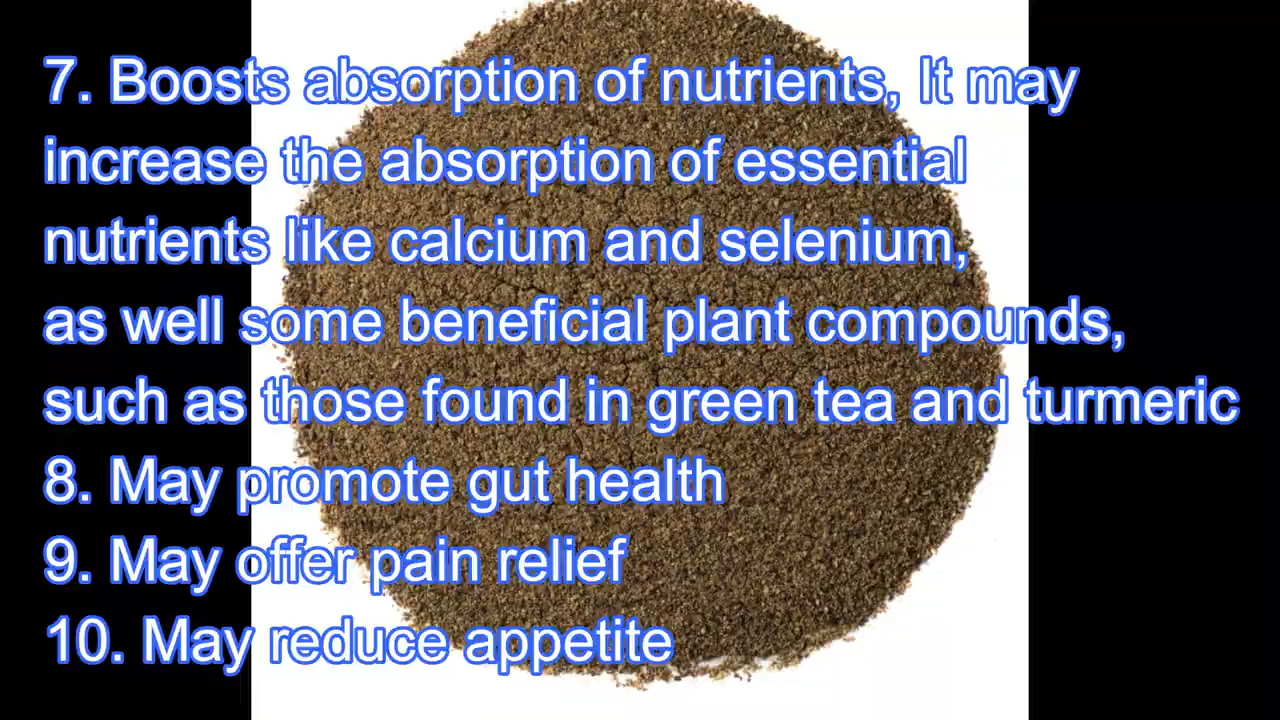 7. Boosts absorption of nutrients, It may
increase the absorption of essential
nutrients like calcium and selenium,
as well some beneficial plant compounds,
such as those found in green tea and turmeric
8. May promote gut health
9. May offer pain relief
10. May reduce appetite